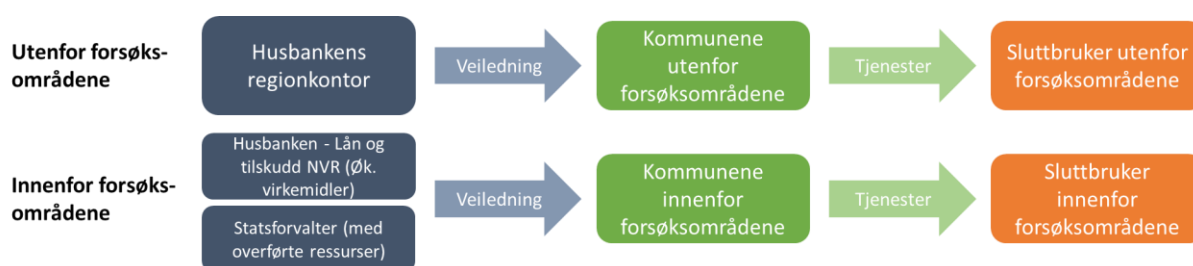 Utenfor forsøks-
områdene
Husbankens
regionkontor
Veiledning
Kommunene
utenfor
forsøksområdene
Tjenester
Sluttbruker utenfor
forsøksområdene
Innenfor forsøks-
områdene
Husbanken - Lån og
tilskudd NVR (Øk.
virkemidler)
Statsforvalter (med
overførte ressurser)
Veiledning
Kommunene
innenfor
forsøksområdene
Tjenester
Sluttbruker
innenfor
forsøksområdene